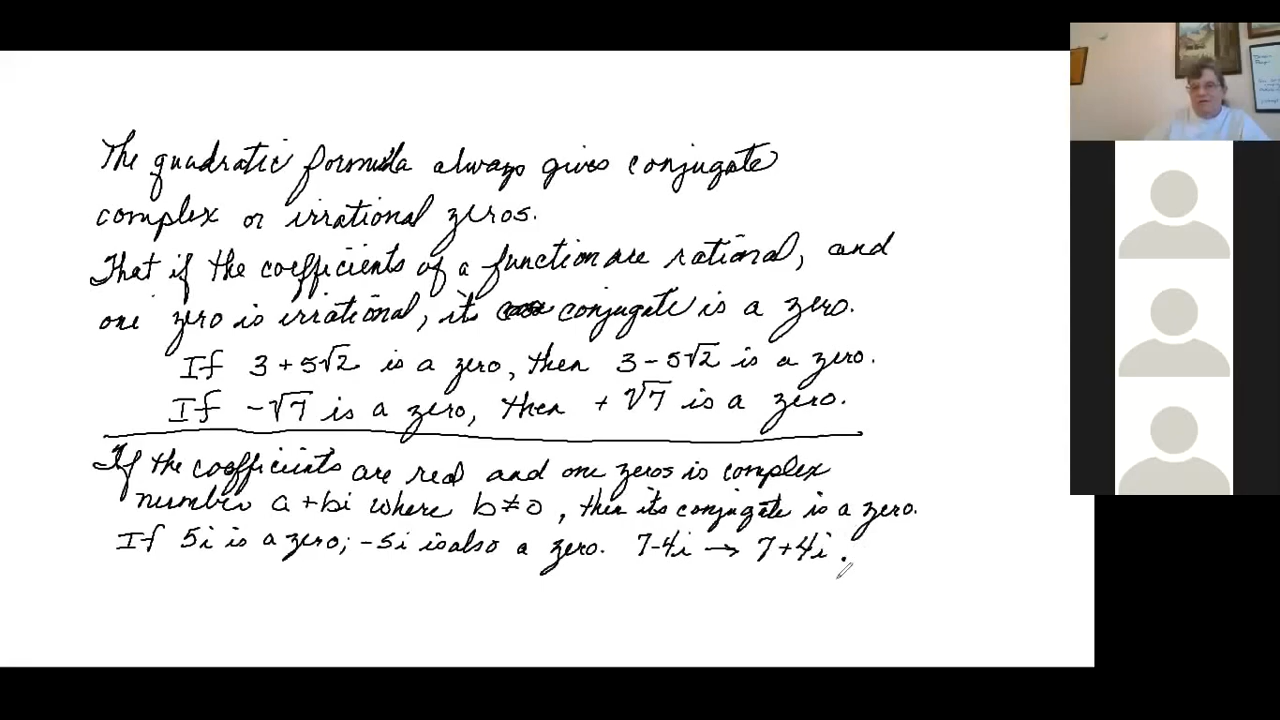 The quadratic formula always gives conjugate
complex or irrational zeros.
That if the coefficients of a function are rational, and
one zero is irrational, its conjugate is a zero.
If 3 + 5√2 is a zero, then 3 - 5√2 is a zero.
If -√7 is a zero, then +√7 is a zero.
If the coefficients are real and one zeros is complex
number a + bi where b ≠ 0, then its conjugate is a zero.
If 5i is a zero; -5i is also a zero. 7-4i → 7+4i.